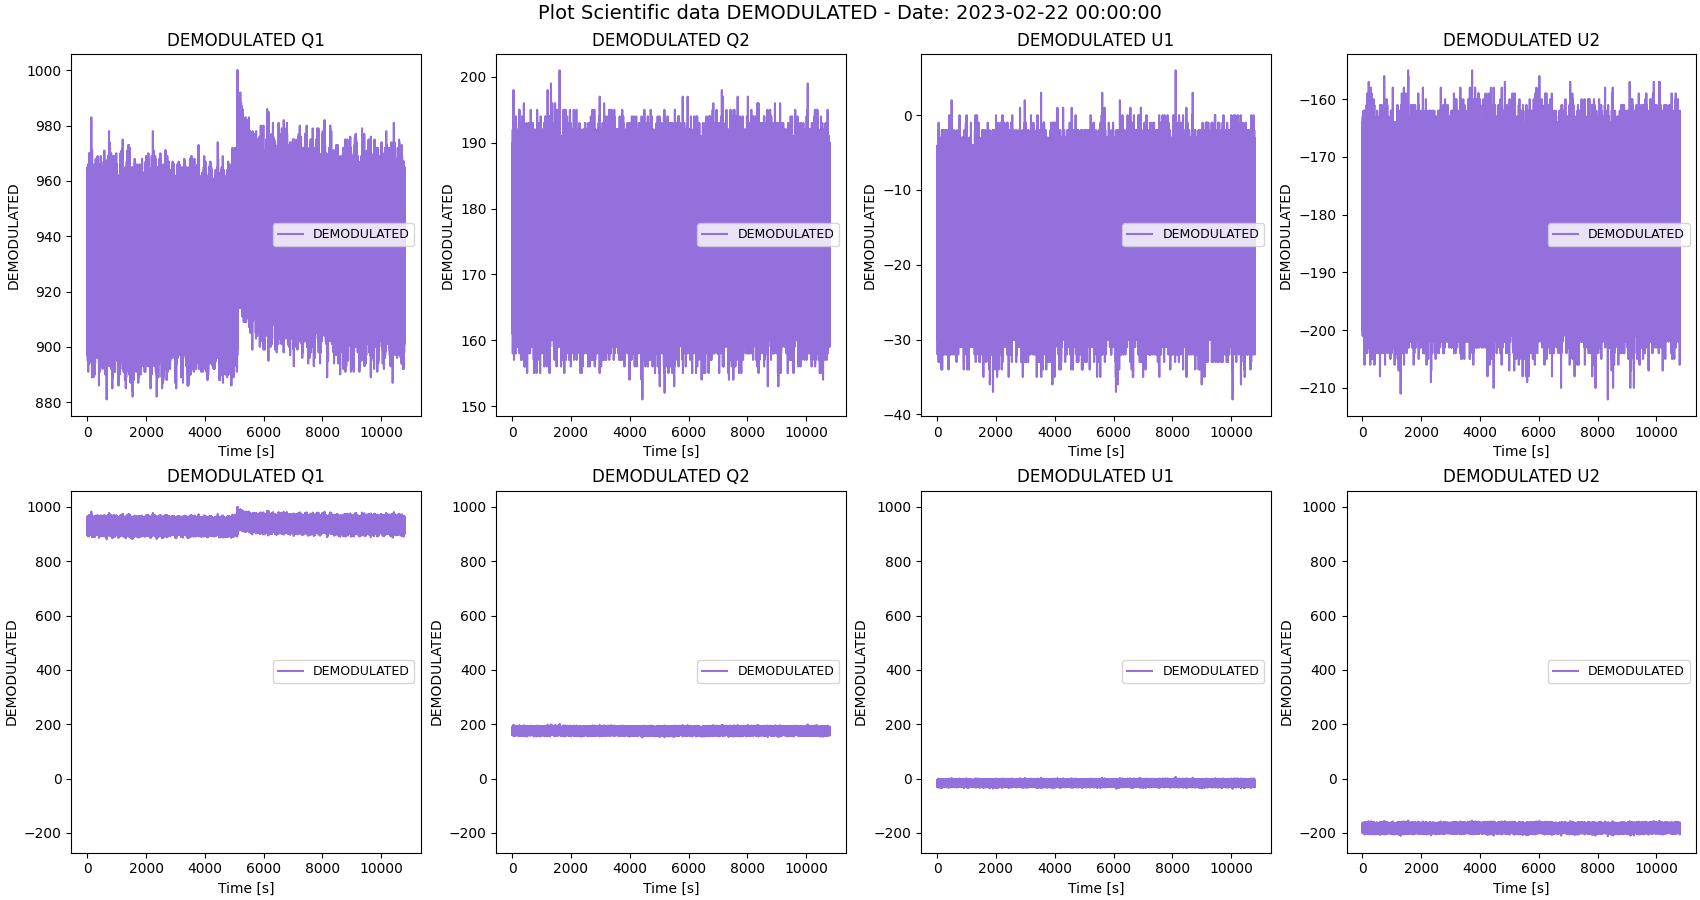 Plot Scientific data DEMODULATED - Date: 2023-02-22 00:00:00
DEMODULATED Q1
DEMODULATED
1000
980
960
940
920
900
880
DEMODULATED
0 2000 4000 6000 8000 10000
Time [s]
DEMODULATED Q2
DEMODULATED
200
190
180
170
160
150
DEMODULATED
0 2000 4000 6000 8000 10000
Time [s]
DEMODULATED U1
DEMODULATED
0
−10
−20
−30
−40
DEMODULATED
0 2000 4000 6000 8000 10000
Time [s]
DEMODULATED U2
DEMODULATED
−160
−170
−180
−190
−200
−210
DEMODULATED
0 2000 4000 6000 8000 10000
Time [s]
DEMODULATED Q1
DEMODULATED
1000
800
600
400
200
0
−200
DEMODULATED
0 2000 4000 6000 8000 10000
Time [s]
DEMODULATED Q2
DEMODULATED
1000
800
600
400
200
0
−200
DEMODULATED
0 2000 4000 6000 8000 10000
Time [s]
DEMODULATED U1
DEMODULATED
1000
800
600
400
200
0
−200
DEMODULATED
0 2000 4000 6000 8000 10000
Time [s]
DEMODULATED U2
DEMODULATED
1000
800
600
400
200
0
−200
DEMODULATED
0 2000 4000 6000 8000 10000
Time [s]